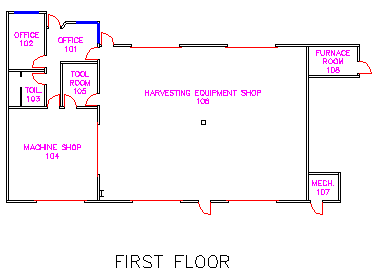 OFFICE
102
OFFICE
101
FURNACE
ROOM
108
TOOL
ROOM
105
TOIL.
103
HARVESTING EQUIPMENT SHOP
106
MACHINE SHOP
104
MECH.
107
FIRST FLOOR